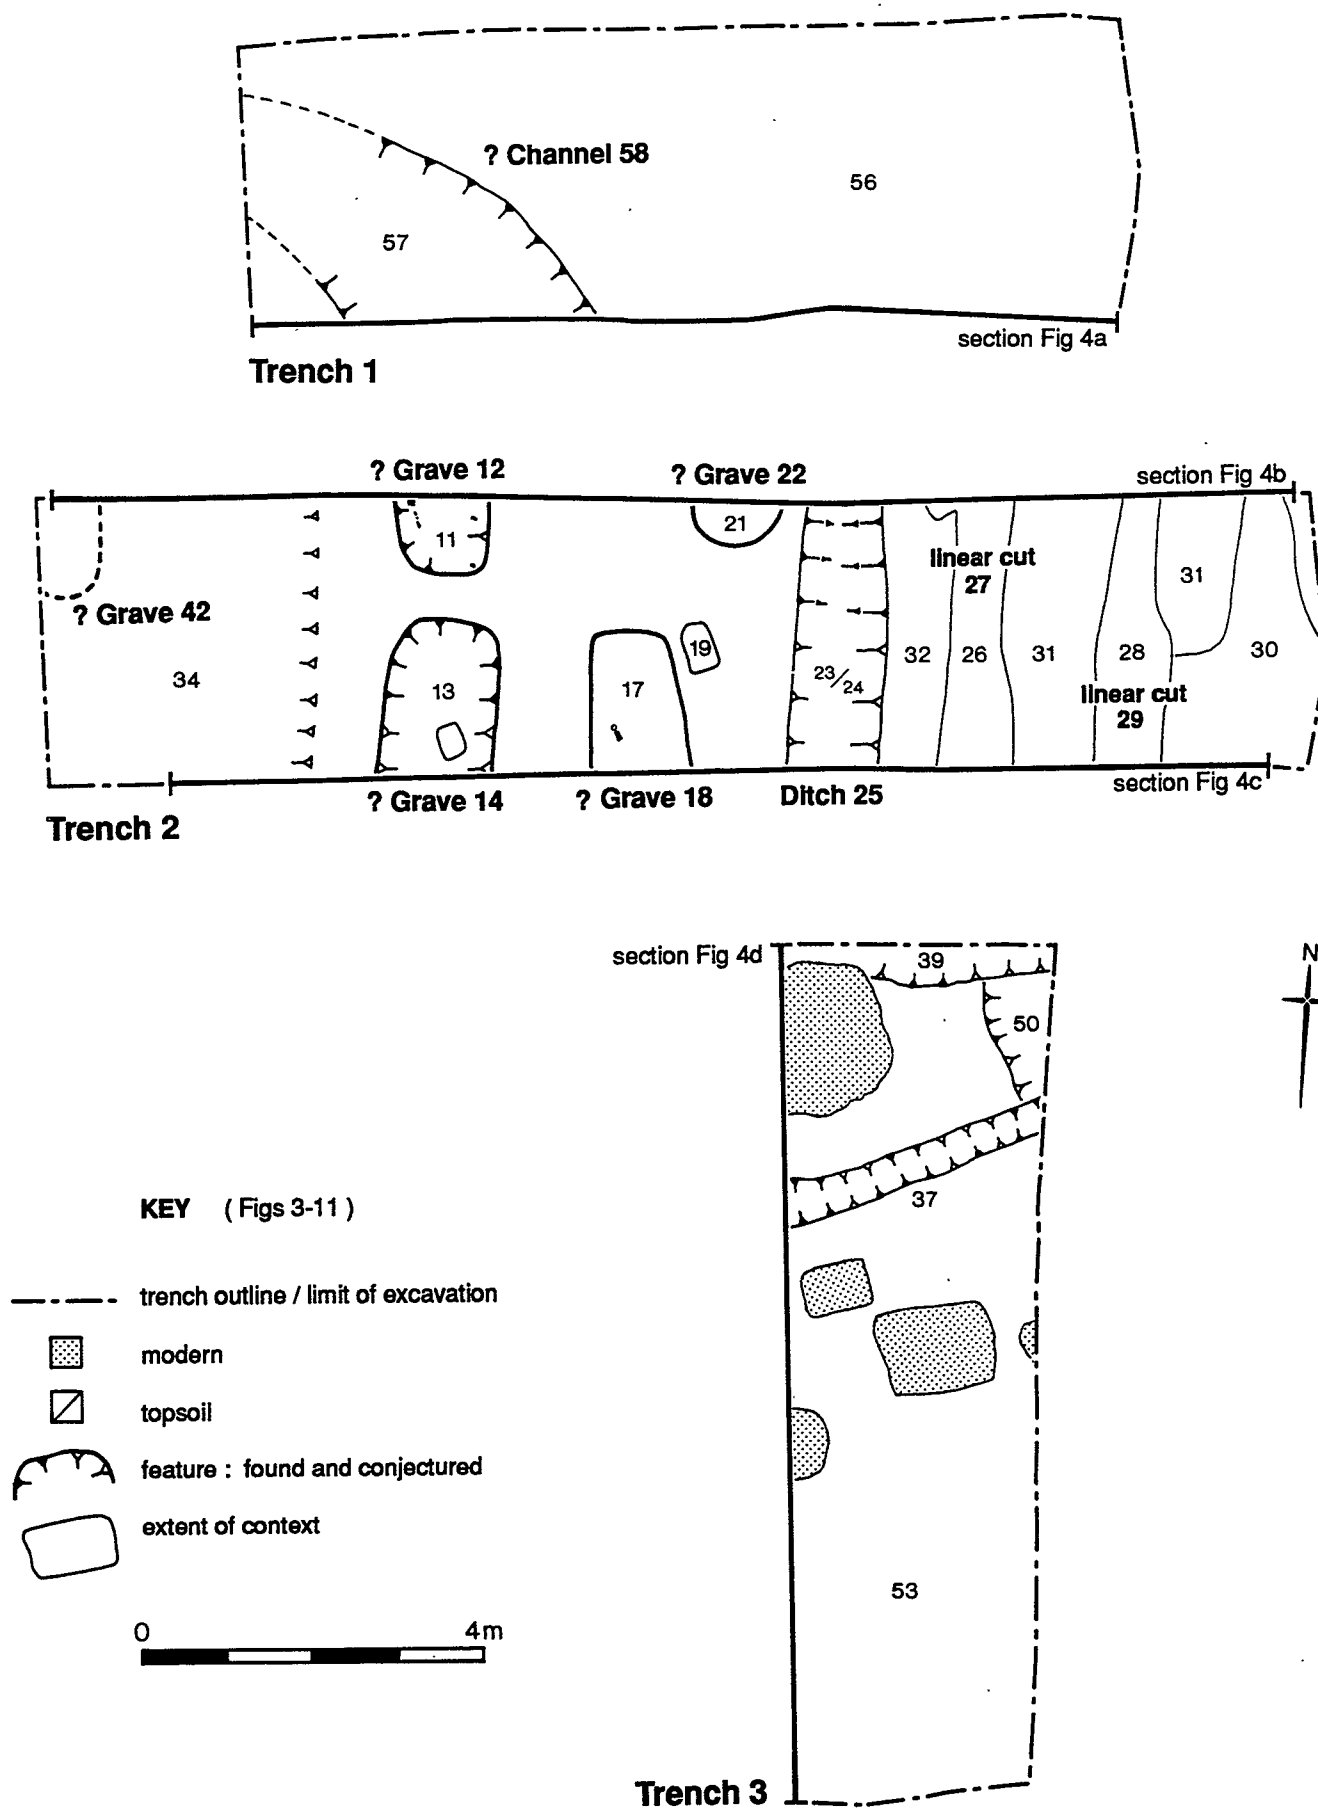 ? Channel 58
56
57
section Fig 4a
Trench 1
? Grave 12
? Grave 22
section Fig 4b
11
21
linear cut
27
31
? Grave 42
34
13
17
19
23/24
32
26
31
28
30
linear cut
29
section Fig 4c
? Grave 14
? Grave 18
Ditch 25
Trench 2
section Fig 4d
39
N
50
37
KEY ( Figs 3-11 )
trench outline / limit of excavation
modern
topsoil
feature : found and conjectured
extent of context
53
0 4m
Trench 3